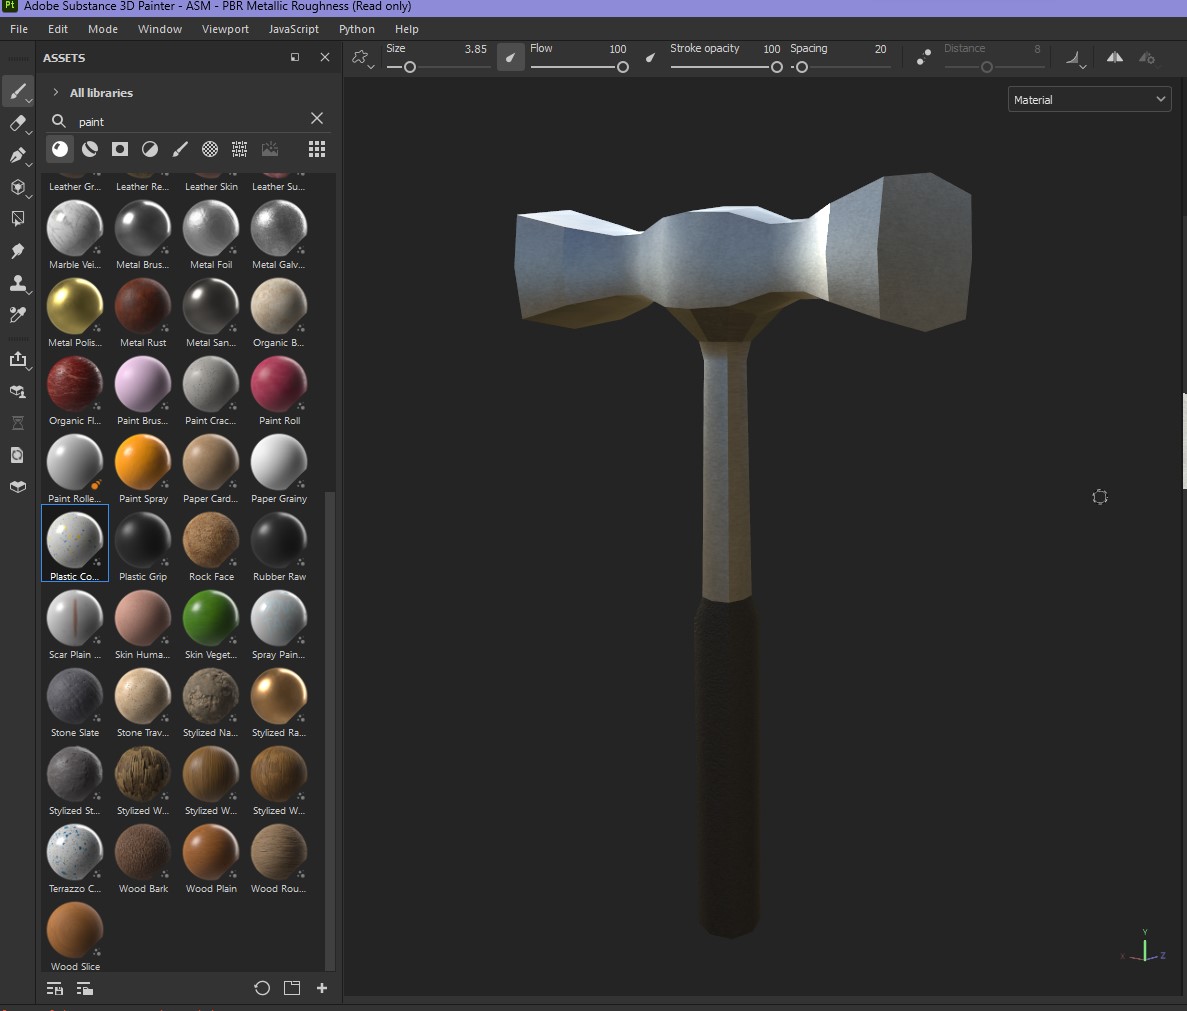 Pt Adobe Substance 3D Painter - ASM - PBR Metallic Roughness (Read only)
File Edit Mode Window Viewport JavaScript Python Help
ASSETS
Size 3.85 Flow 100 Stroke opacity 100 Spacing 20 Distance 8
All libraries
Material
paint
Leather Gr... Leather Re... Leather Skin Leather Su...
Marble Vei... Metal Brus... Metal Foil Metal Galv...
Metal Polis... Metal Rust Metal San... Organic B...
Organic Fl... Paint Brus... Paint Crac... Paint Roll
Paint Rolle... Paint Spray Paper Card... Paper Grainy
Plastic Co... Plastic Grip Rock Face Rubber Raw
Scar Plain ... Skin Huma... Skin Veget... Spray Pain...
Stone Slate Stone Trav... Stylized Na... Stylized Ra...
Stylized St... Stylized W... Stylized W... Stylized W...
Terrazzo C... Wood Bark Wood Plain Wood Rou...
Wood Slice
Y
X Z